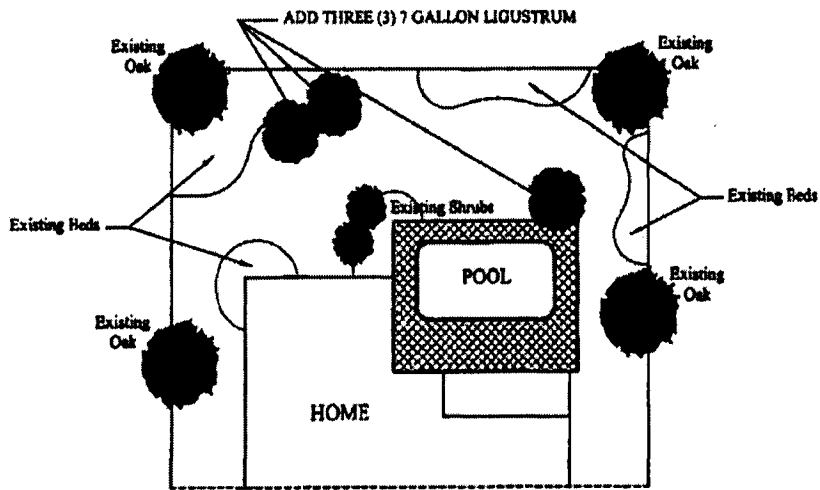 ADD THREE (3) 7 GALLON LIGUSTRUM
Existing
Oak
Existing
Oak
Existing Beds
Existing Shrubs
Existing Beds
POOL
Existing
Oak
Existing
Oak
HOME